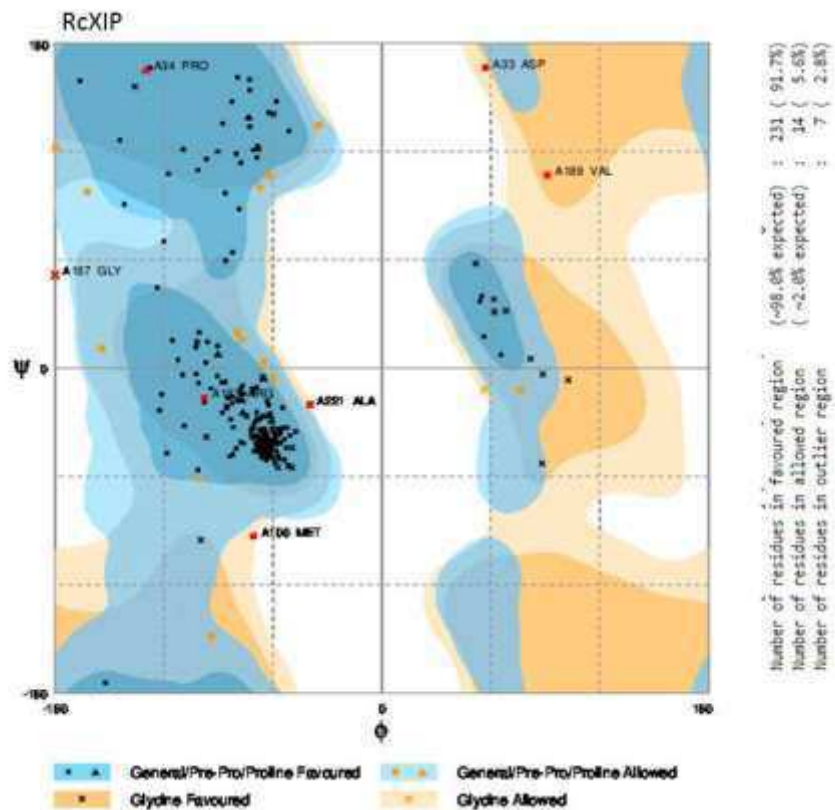 RcXIP
180
A34 PRO
A33 ASP
A189 VAL
A187 GLY
Ψ
0
A221 ALA
MET
-180
-180
0
180
ϕ
General/Pre-Pro/Proline Favoured
General/Pre-Pro/Proline Allowed
Glycine Favoured
Glycine Allowed
Number of residues in favoured region (~98.0% expected) : 231 ( 91.7%)
Number of residues in allowed region ( ~2.0% expected) : 14 ( 5.6%)
Number of residues in outlier region : 7 ( 2.8%)